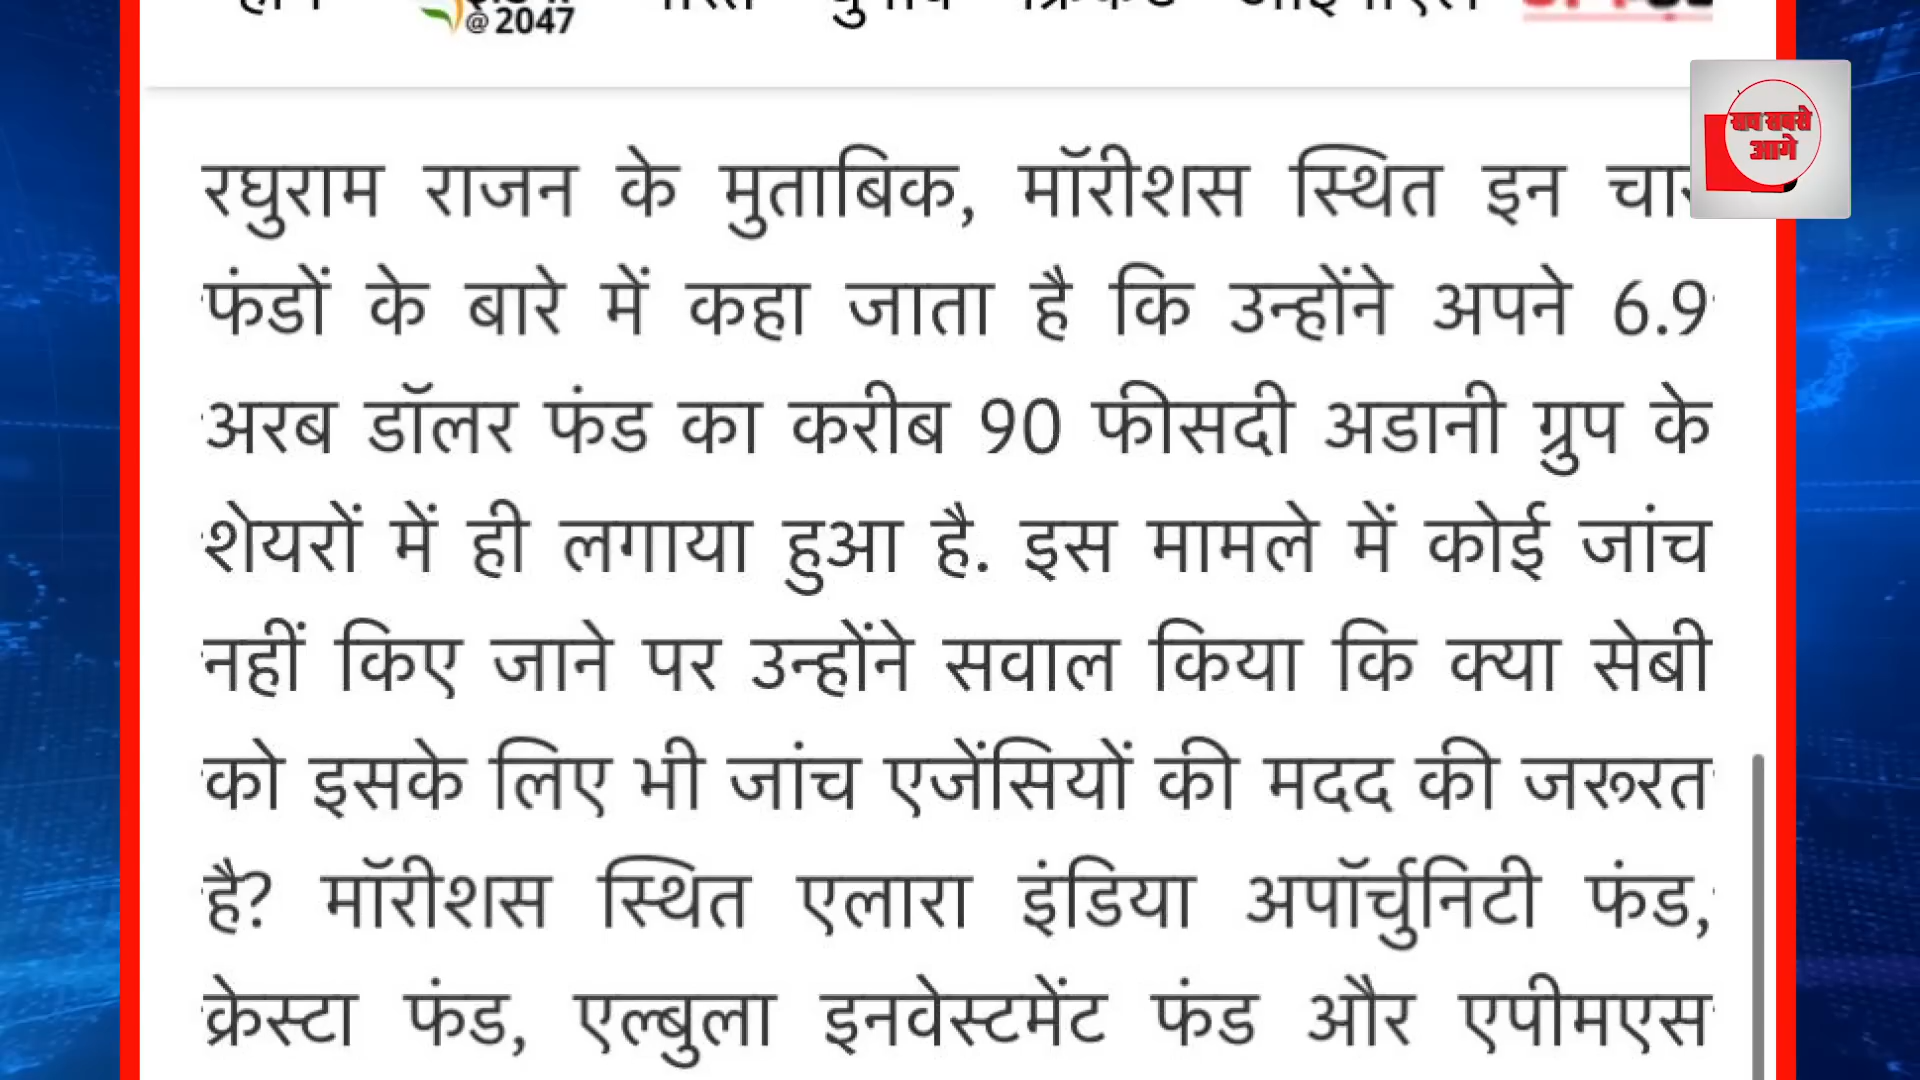 @ 2047
सच सबसे
आगे
रघुराम राजन के मुताबिक, मॉरीशस स्थित इन चार
फंडों के बारे में कहा जाता है कि उन्होंने अपने 6.9
अरब डॉलर फंड का करीब 90 फीसदी अडानी ग्रुप के
शेयरों में ही लगाया हुआ है. इस मामले में कोई जांच
नहीं किए जाने पर उन्होंने सवाल किया कि क्या सेबी
को इसके लिए भी जांच एजेंसियों की मदद की जरूरत
है? मॉरीशस स्थित एलारा इंडिया अपॉर्चुनिटी फंड,
क्रेस्टा फंड, एल्बुला इनवेस्टमेंट फंड और एपीमएस